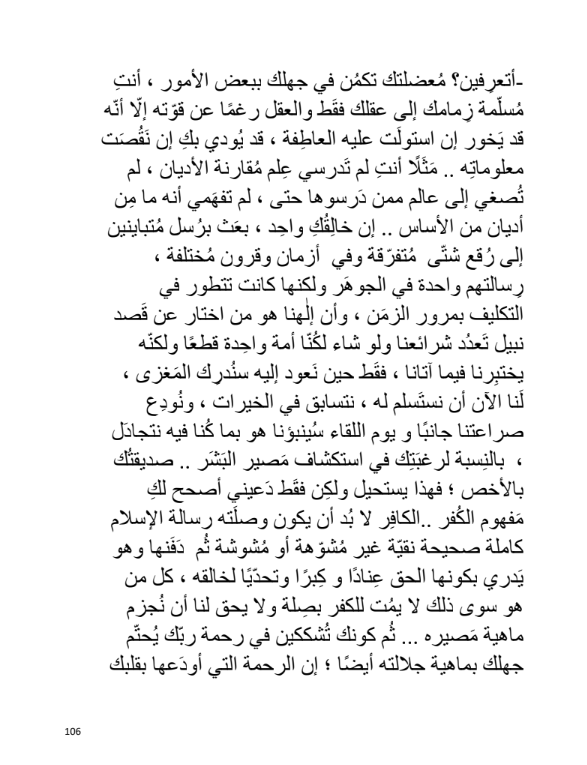 -أتعرِفين؟ مُعضلتك تكمُن في جهلك ببعض الأمور ، أنتِ
مُسلّمة زِمامك إلى عقلك فقَط والعقل رغمًا عن قوّته إلّا أنّه
قد يَخور إن استولَت عليه العاطِفة ، قد يُودي بكِ إن نَقُصَت
معلوماتِه .. مَثَلًا أنتِ لم تَدرسي عِلم مُقارنة الأديان ، لم
تُصغي إلى عالم ممن دَرسوها حتى ، لم تفهَمي أنه ما مِن
أديان من الأساس .. إن خالِقُكِ واحِد ، بعَث برُسل مُتباينين
إلى رُقع شتّى مُتفرّقة وفي أزمان وقرون مُختلفة ،
رِسالتهم واحدة في الجوهَر ولكنها كانت تتطور في
التكليف بمرور الزمَن ، وأن إلٰهنا هو من اختار عن قَصد
نبيل تَعدُد شرائعنا ولو شاء لكُنّا أمة واحِدة قطعًا ولكنّه
يختبِرنا فيما آتانا ، فقَط حين نَعود إليه سنُدرِك المَغزى ،
لَنا الآن أن نستَسلم له ، نتسابق في الخيرات ، ونُودِع
صراعتنا جانبًا و يوم اللقاء سُينبؤنا هو بما كُنا فيه نتجادَل
، بالنِسبة لرغبَتِك في استكشاف مَصير البَشَر .. صديقتُك
بالأخص ؛ فهذا يستحيل ولكِن فقَط دَعيني أصحح لكِ
مَفهوم الكُفر ..الكافِر لا بُد أن يكون وصلَته رسالة الإسلام
كاملة صحيحة نقيّة غير مُشوّهة أو مُشوشة ثُم دَفَنها وهو
يَدري بكونها الحق عِنادًا و كِبرًا وتحدّيًا لخالقه ، كل من
هو سوى ذلك لا يمُت للكفر بصِلة ولا يحق لنا أن نُجزم
ماهية مَصيره ... ثُم كونك تُشككين في رحمة ربّك يُحتّم
جهلك بماهية جلالته أيضًا ؛ إن الرحمة التي أودَعها بقلبك
106